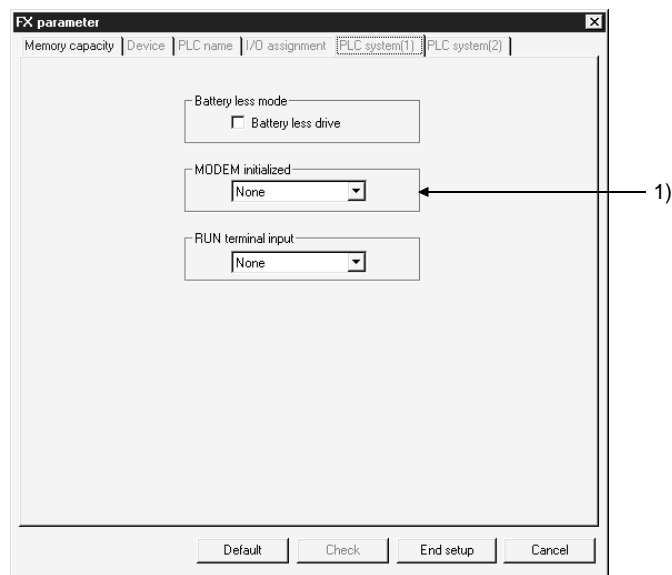 FX parameter
Memory capacity Device PLC name I/O assignment PLC system(1) PLC system(2)
Battery less mode
Battery less drive
MODEM initialized
None
1)
RUN terminal input
None
Default Check End setup Cancel